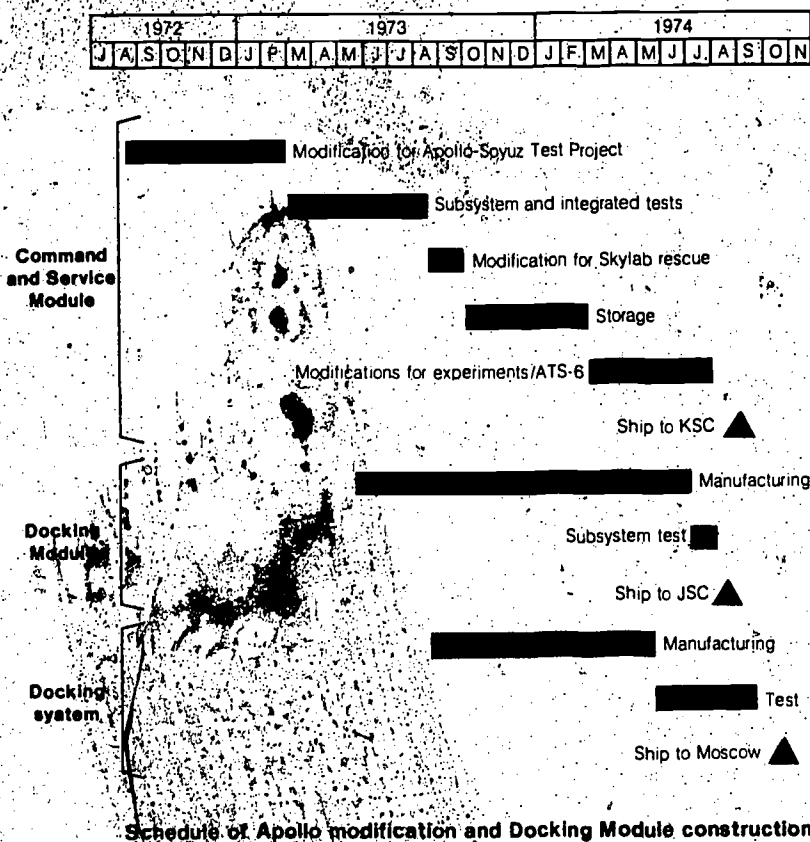 1972 1973 1974
J A S O N D J F M A M J J A S O N D J F M A M J J A S O N
Modification for Apollo-Soyuz Test Project
Subsystem and integrated tests
Command
and Service
Module
Modification for Skylab rescue
Storage
Modifications for experiments/ATS-6
Ship to KSC
Manufacturing
Docking
Module
Subsystem test
Ship to JSC
Manufacturing
Docking
system
Test
Ship to Moscow
Schedule of Apollo modification and Docking Module construction